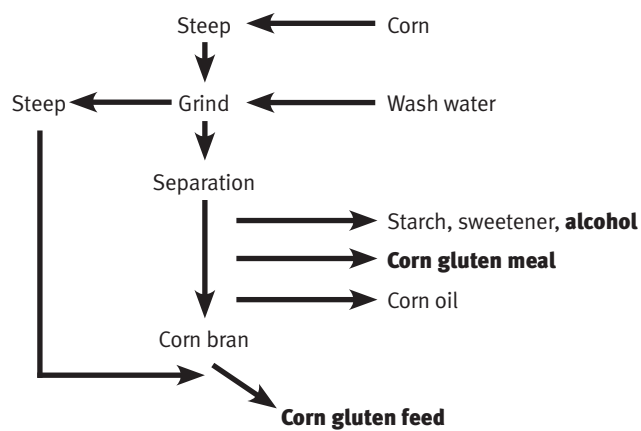 Steep
Corn
Steep
Grind
Wash water
Separation
Starch, sweetener, alcohol
Corn gluten meal
Corn oil
Corn bran
Corn gluten feed